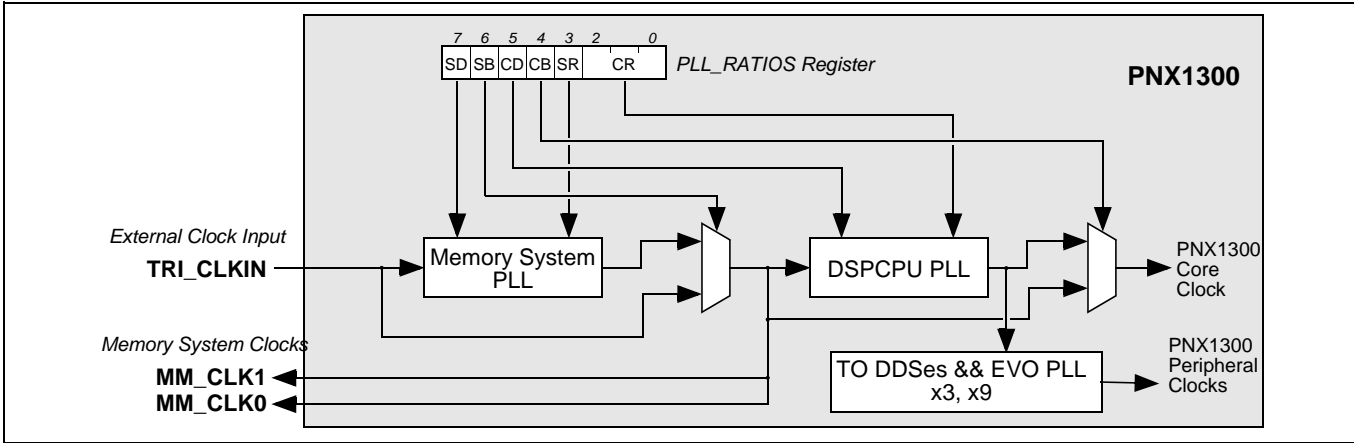 7 6 5 4 3 2 0
SD SB CD CB SR CR PLL_RATIOS Register
PNX1300
External Clock Input
TRI_CLKIN
Memory System
PLL
DSPCPU PLL
PNX1300
Core
Clock
Memory System Clocks
MM_CLK1
MM_CLK0
TO DDSes && EVO PLL
x3, x9
PNX1300
Peripheral
Clocks